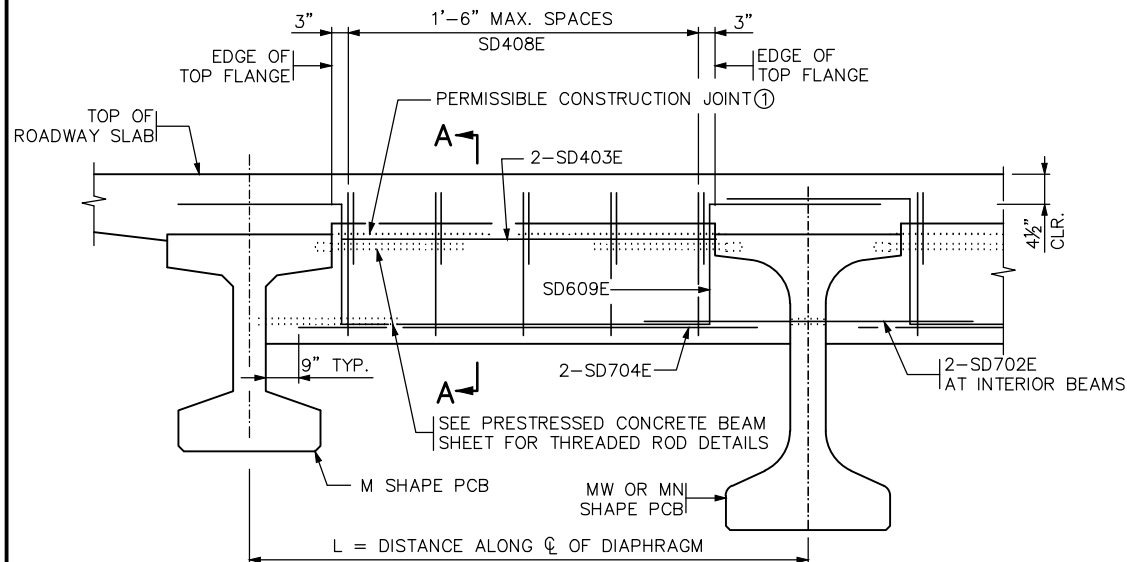 3" 1'-6" MAX. SPACES 3"
SD408E
EDGE OF
TOP FLANGE
EDGE OF
TOP FLANGE
PERMISSIBLE CONSTRUCTION JOINT ①
TOP OF
ROADWAY SLAB
A
2-SD403E
4½"
CLR.
SD609E
9" TYP.
2-SD704E
2-SD702E
AT INTERIOR BEAMS
A
SEE PRESTRESSED CONCRETE BEAM
SHEET FOR THREADED ROD DETAILS
M SHAPE PCB
MW OR MN
SHAPE PCB
L = DISTANCE ALONG ℄ OF DIAPHRAGM